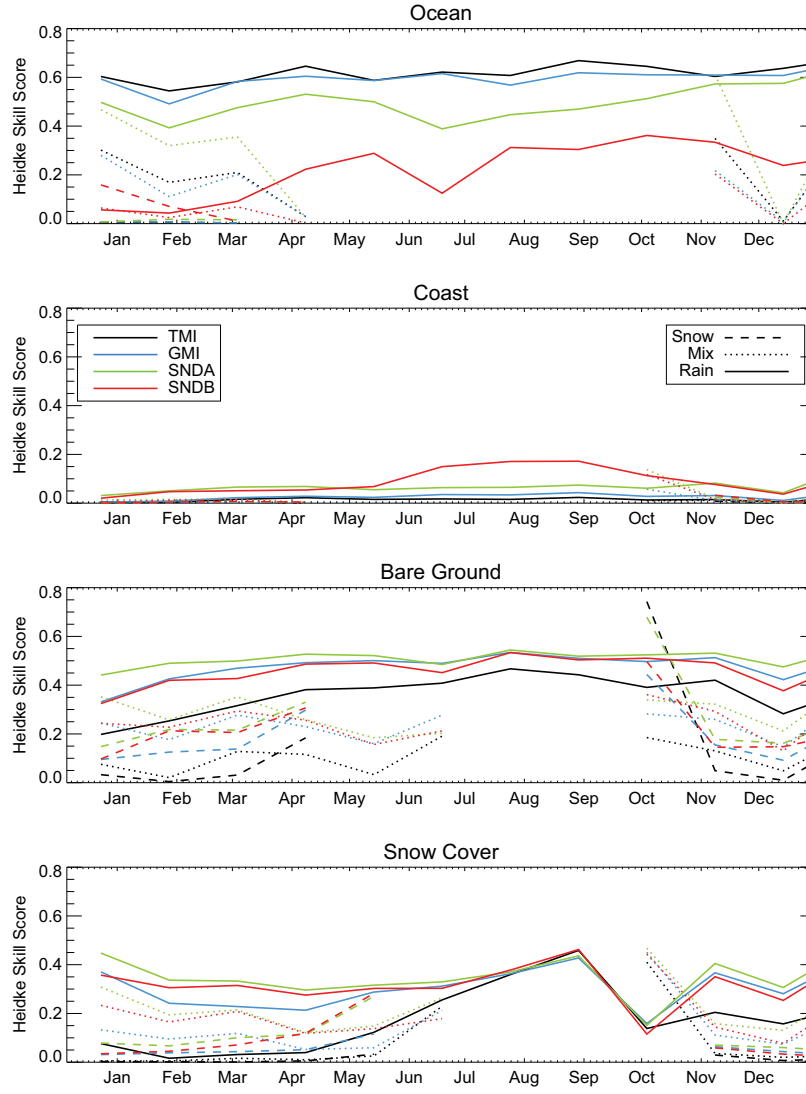 Ocean
0.8
0.6
0.4
0.2
0.0
Heidke Skill Score
Jan Feb Mar Apr May Jun Jul Aug Sep Oct Nov Dec
Coast
0.8
0.6
0.4
0.2
0.0
Heidke Skill Score
TMI
GMI
SNDA
SNDB
Snow
Mix
Rain
Jan Feb Mar Apr May Jun Jul Aug Sep Oct Nov Dec
Bare Ground
0.8
0.6
0.4
0.2
0.0
Heidke Skill Score
Jan Feb Mar Apr May Jun Jul Aug Sep Oct Nov Dec
Snow Cover
0.8
0.6
0.4
0.2
0.0
Heidke Skill Score
Jan Feb Mar Apr May Jun Jul Aug Sep Oct Nov Dec